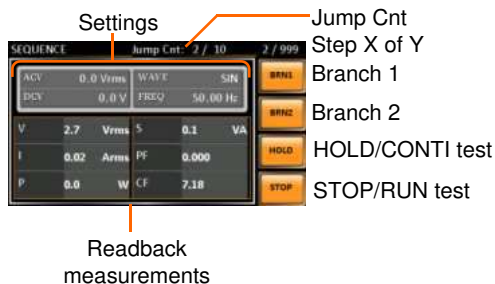 Settings
Jump Cnt
Step X of Y
SEQUENCE Jump Cnt: 2 / 10 2 / 999
ACV 0.0 Vrms WAVE SIN
BRN1
Branch 1
DCV 0.0 V FREQ 50.00 Hz
BRN2
Branch 2
V 2.7 Vrms S 0.1 VA
I 0.02 Arms PF 0.000
HOLD
HOLD/CONTI test
P 0.0 W CF 7.18
STOP
STOP/RUN test
Readback
measurements